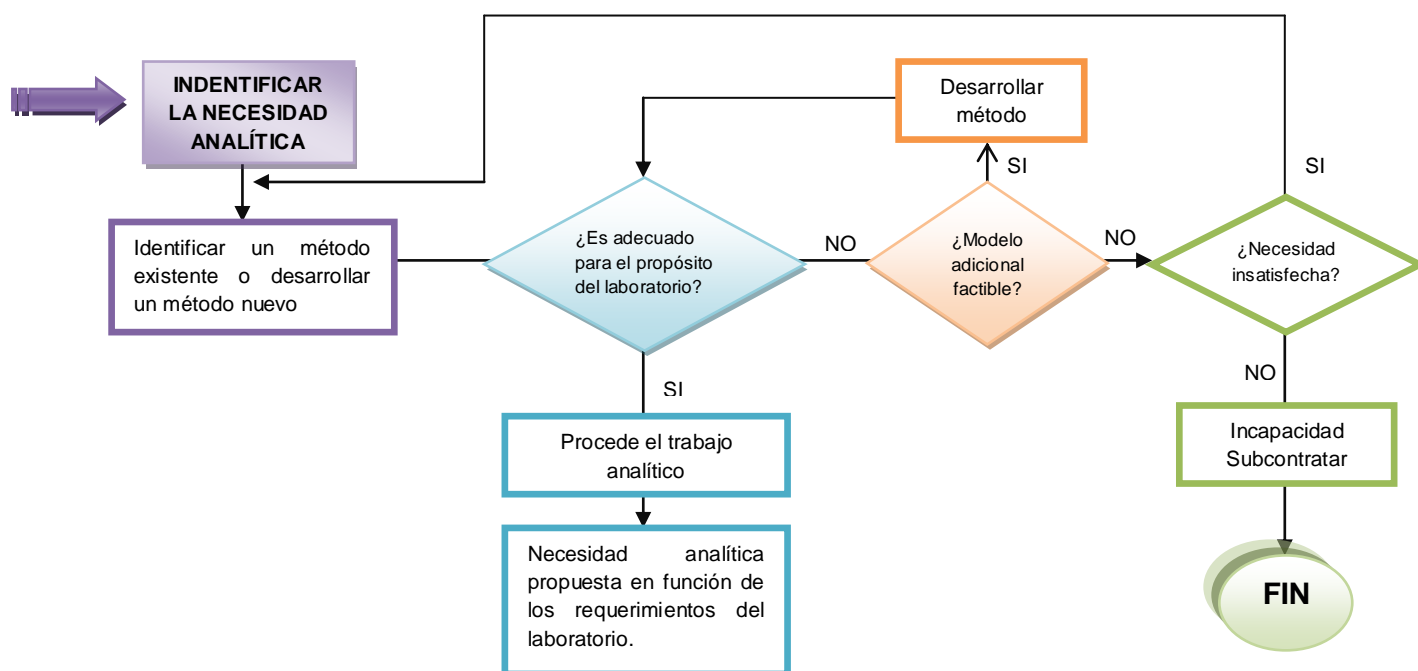 INDENTIFICAR
LA NECESIDAD
ANALÍTICA
Identificar un método
existente o desarrollar
un método nuevo
¿Es adecuado
para el propósito
del laboratorio?
NO
SI
Desarrollar
método
SI
¿Modelo
adicional
factible?
NO
SI
¿Necesidad
insatisfecha?
NO
Procede el trabajo
analítico
Necesidad analítica
propuesta en función de
los requerimientos del
laboratorio.
Incapacidad
Subcontratar
FIN